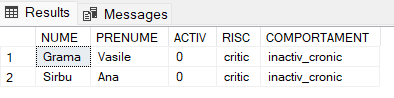 Results Messages
NUME PRENUME ACTIV RISC COMPORTAMENT
1 Grama Vasile 0 critic inactiv_cronic
2 Sirbu Ana 0 critic inactiv_cronic